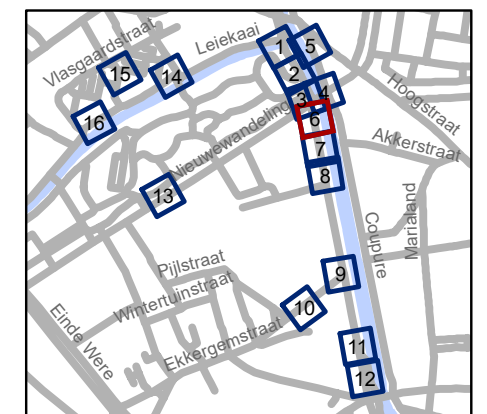 Vlasgaardstraat
Leiekaai
1
5
2
15
14
3
4
16
6
Hoogstraat
Nieuwewandeling
7
Akkerstraat
8
13
Marialand
Coupure
Pijlstraat
9
Wintertuinstraat
10
Einde Were
Ekkergemstraat
11
12